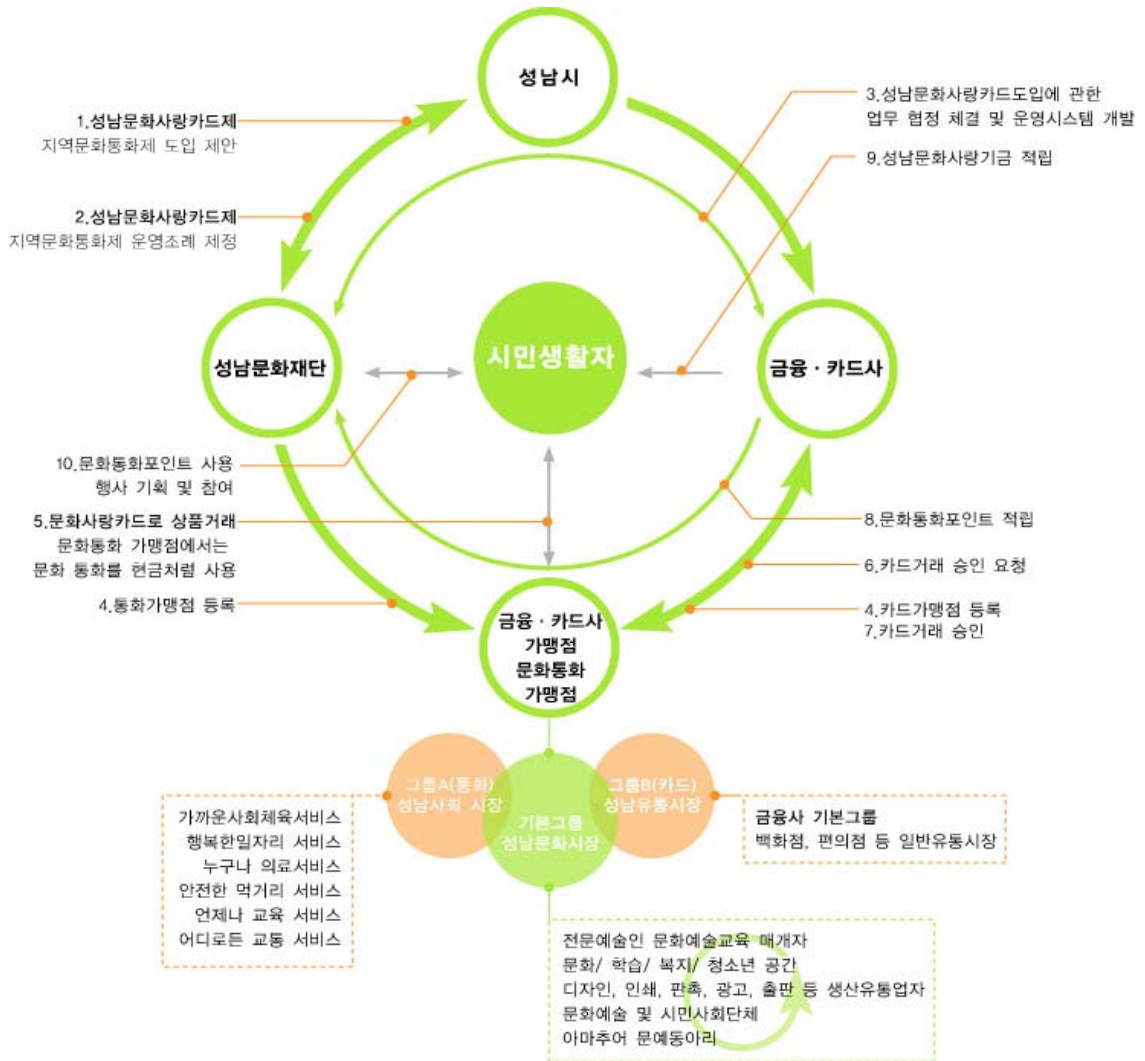 성남시
1.성남문화사랑카드제
지역문화통화제 도입 제안
2.성남문화사랑카드제
지역문화통화제 운영조례 제정
3.성남문화사랑카드도입에 관한
업무 협정 체결 및 운영시스템 개발
9.성남문화사랑기금 적립
성남문화재단
시민생활자
금융 · 카드사
10.문화통화포인트 사용
행사 기획 및 참여
5.문화사랑카드로 상품거래
문화통화 가맹점에서는
문화 통화를 현금처럼 사용
4.통화가맹점 등록
8.문화통화포인트 적립
6.카드거래 승인 요청
4.카드가맹점 등록
7.카드거래 승인
금융 · 카드사
가맹점
문화통화
가맹점
그룹A(통화)
성남사회 시장
기본그룹
성남문화시장
그룹B(카드)
성남유통시장
가까운사회체육서비스
행복한일자리 서비스
누구나 의료서비스
안전한 먹거리 서비스
언제나 교육 서비스
어디로든 교통 서비스
금융사 기본그룹
백화점, 편의점 등 일반유통시장
전문예술인 문화예술교육 매개자
문화/ 학습/ 복지/ 청소년 공간
디자인, 인쇄, 판촉, 광고, 출판 등 생산유통업자
문화예술 및 시민사회단체
아마추어 문예동아리